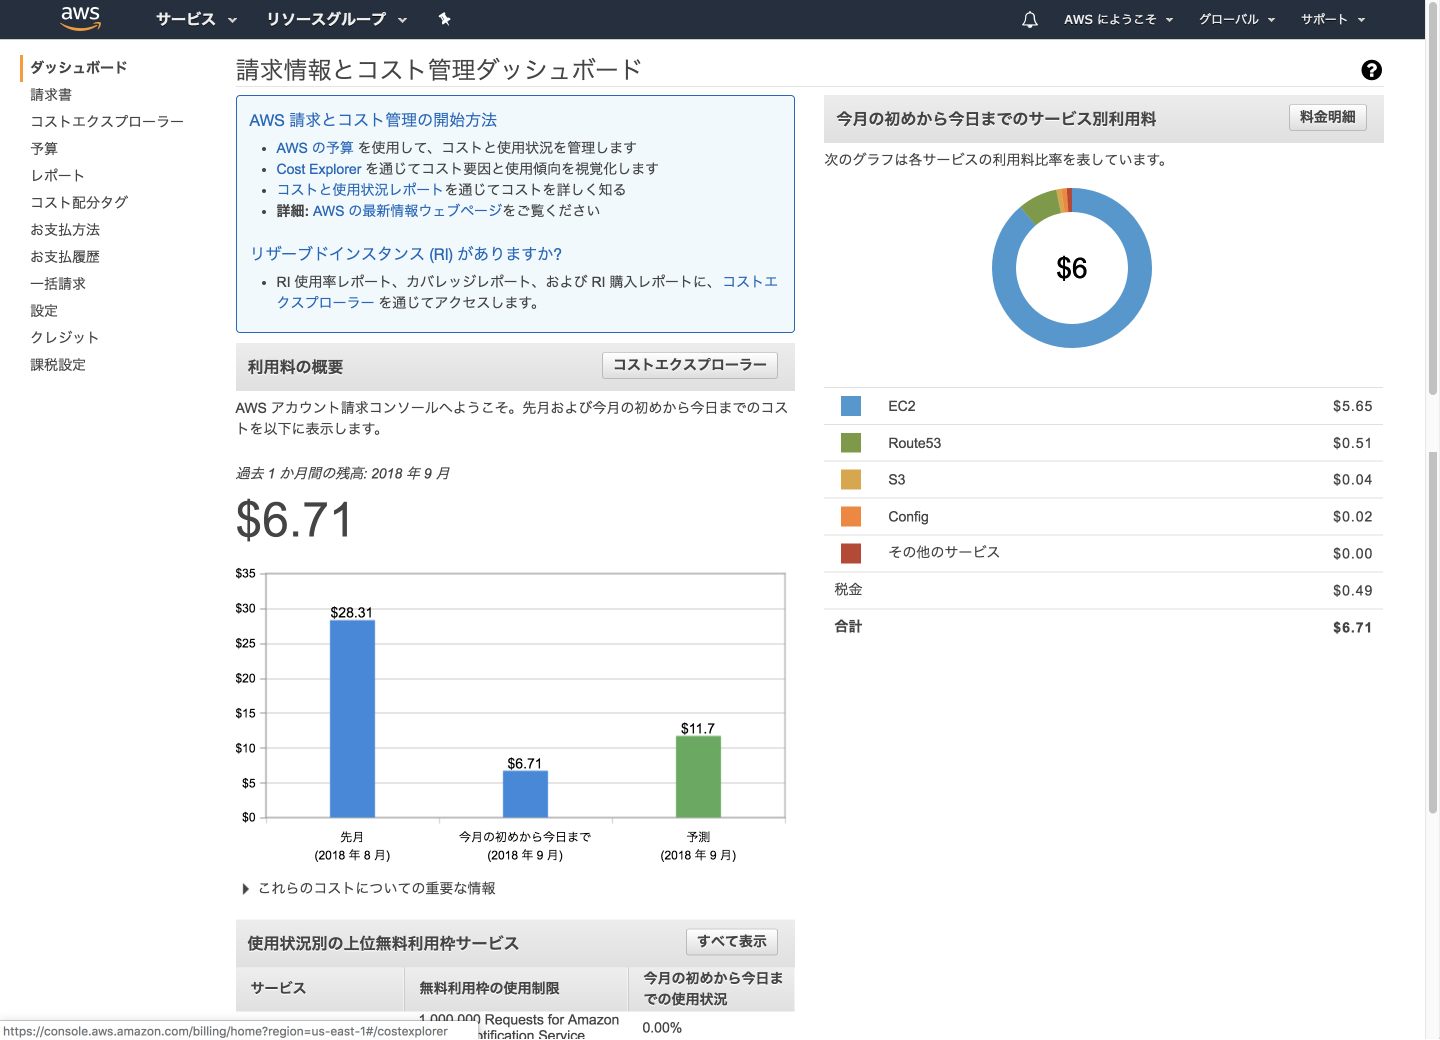 aws
サービス
リソースグループ
AWS にようこそ
グローバル
サポート
ダッシュボード
請求書
コストエクスプローラー
予算
レポート
コスト配分タグ
お支払方法
お支払履歴
一括請求
設定
クレジット
課税設定
請求情報とコスト管理ダッシュボード
AWS 請求とコスト管理の開始方法
• AWS の予算 を使用して、コストと使用状況を管理します
• Cost Explorer を通じてコスト要因と使用傾向を視覚化します
• コストと使用状況レポートを通じてコストを詳しく知る
• 詳細: AWS の最新情報ウェブページをご覧ください
リザーブドインスタンス (RI) がありますか?
• RI 使用率レポート、カバレッジレポート、および RI 購入レポートに、コストエ
クスプローラー を通じてアクセスします。
利用料の概要
コストエクスプローラー
AWS アカウント請求コンソールへようこそ。先月および今月の初めから今日までのコス
トを以下に表示します。
過去 1 か月間の残高: 2018 年 9 月
$6.71
$35
$30
$25
$20
$15
$10
$5
$0
$28.31
$6.71
$11.7
先月
(2018 年 8 月)
今月の初めから今日まで
(2018 年 9 月)
予測
(2018 年 9 月)
これらのコストについての重要な情報
使用状況別の上位無料利用枠サービス
すべて表示
サービス
無料利用枠の使用制限
今月の初めから今日ま
での使用状況
1,000,000 Requests for Amazon
otification Service
0.00%
今月の初めから今日までのサービス別利用料
料金明細
次のグラフは各サービスの利用料比率を表しています。
$6
EC2 $5.65
Route53 $0.51
S3 $0.04
Config $0.02
その他のサービス $0.00
税金 $0.49
合計 $6.71
https://console.aws.amazon.com/billing/home?region=us-east-1#/costexplorer